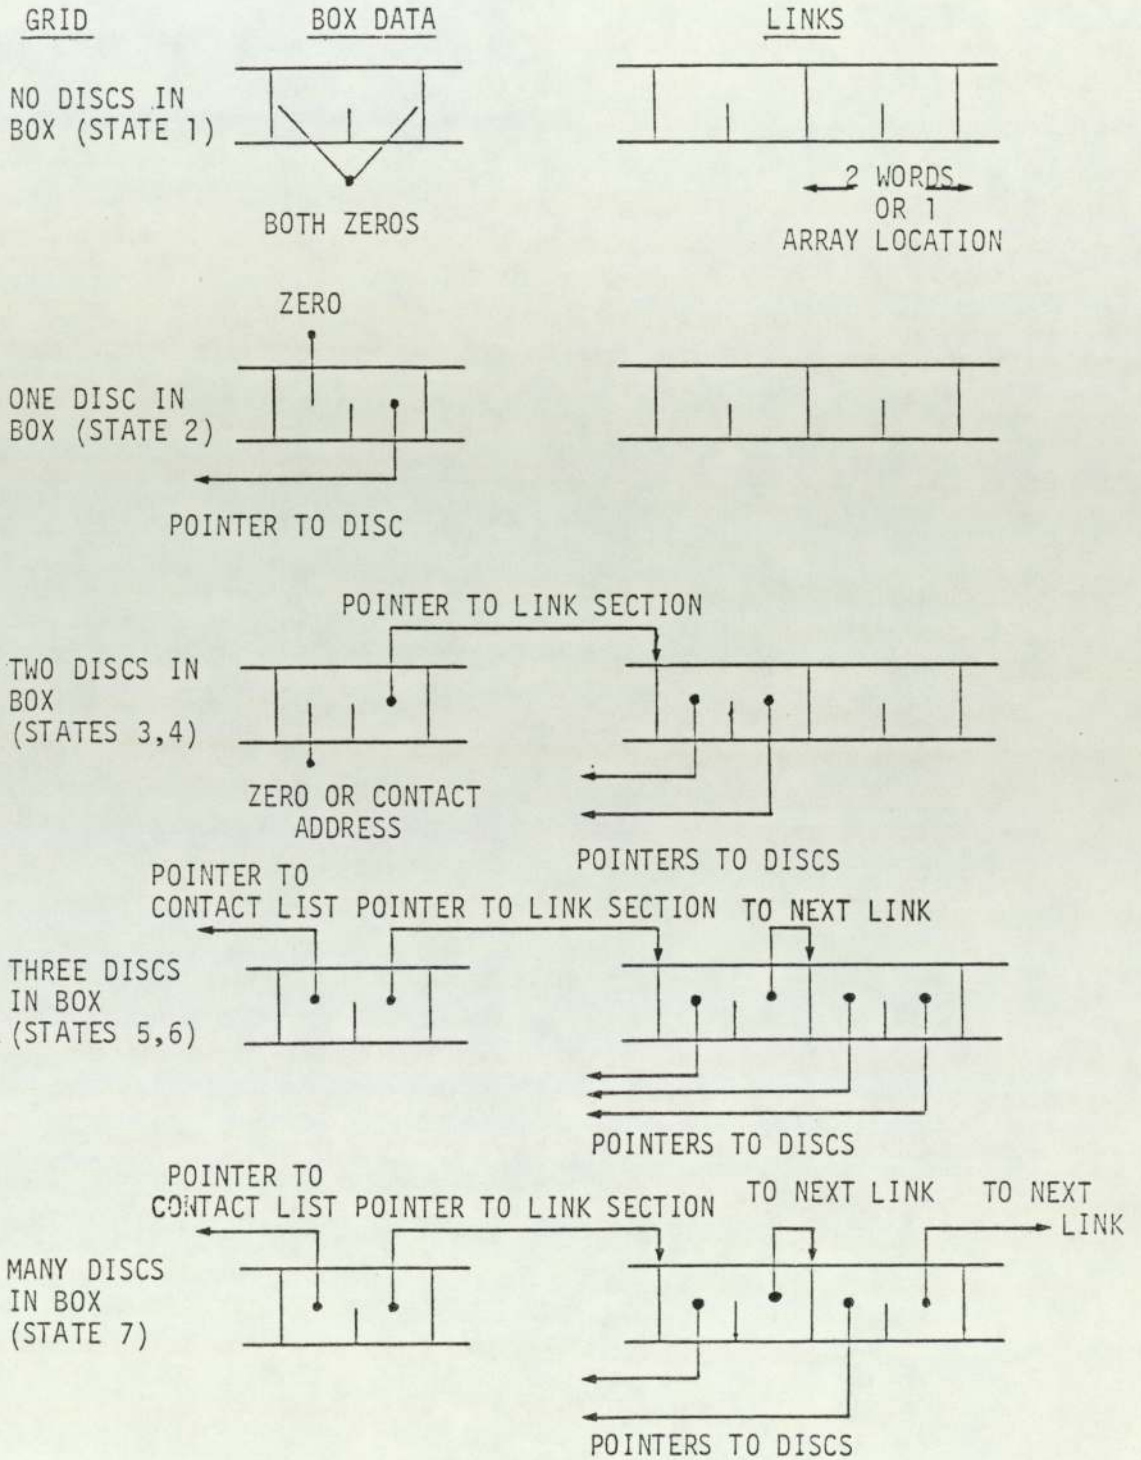 GRID BOX DATA LINKS
NO DISCS IN
BOX (STATE 1)
BOTH ZEROS
2 WORDS
OR 1
ARRAY LOCATION
ZERO
ONE DISC IN
BOX (STATE 2)
POINTER TO DISC
POINTER TO LINK SECTION
TWO DISCS IN
BOX
(STATES 3,4)
ZERO OR CONTACT
ADDRESS
POINTERS TO DISCS
POINTER TO
CONTACT LIST POINTER TO LINK SECTION TO NEXT LINK
THREE DISCS
IN BOX
(STATES 5,6)
POINTERS TO DISCS
POINTER TO
CONTACT LIST POINTER TO LINK SECTION
TO NEXT LINK
TO NEXT
LINK
MANY DISCS
IN BOX
(STATE 7)
POINTERS TO DISCS